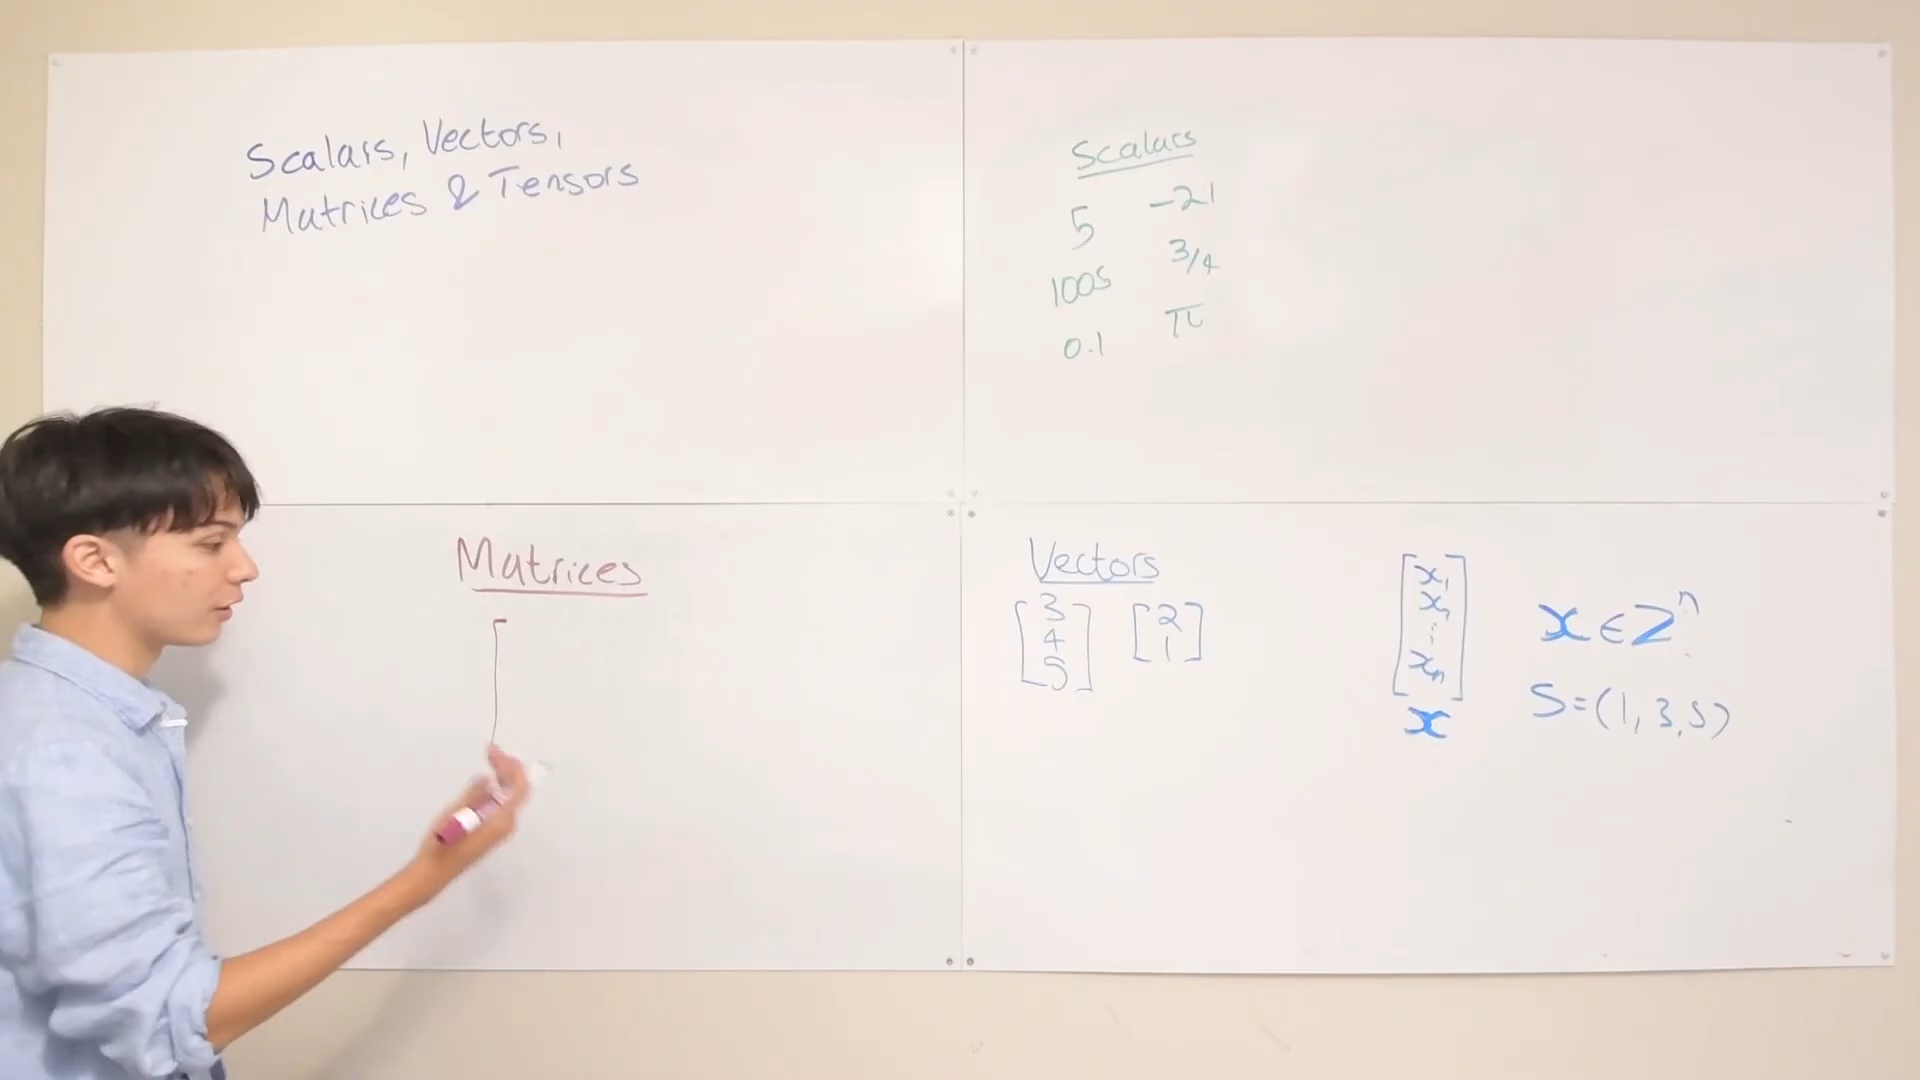 Scalars, Vectors,
Matrices & Tensors
Scalars
5 -21
1005 3/4
0.1 π
Matrices
[
Vectors
[3 4 5] [2 1]
[x₁ x₂ ⋮ xₙ]
x
x ∈ Zⁿ
S=(1,3,5)